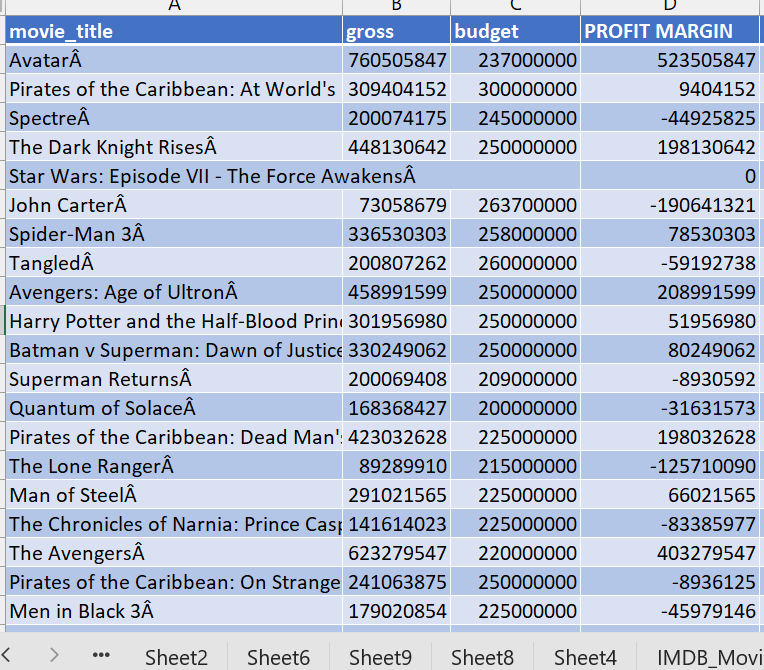 A B C D
movie_title gross budget PROFIT MARGIN
AvatarÂ 760505847 237000000 523505847
Pirates of the Caribbean: At World's 309404152 300000000 9404152
SpectreÂ 200074175 245000000 -44925825
The Dark Knight RisesÂ 448130642 250000000 198130642
Star Wars: Episode VII - The Force AwakensÂ 0
John CarterÂ 73058679 263700000 -190641321
Spider-Man 3Â 336530303 258000000 78530303
TangledÂ 200807262 260000000 -59192738
Avengers: Age of UltronÂ 458991599 250000000 208991599
Harry Potter and the Half-Blood Prin 301956980 250000000 51956980
Batman v Superman: Dawn of Justice 330249062 250000000 80249062
Superman ReturnsÂ 200069408 209000000 -8930592
Quantum of SolaceÂ 168368427 200000000 -31631573
Pirates of the Caribbean: Dead Man's 423032628 225000000 198032628
The Lone RangerÂ 89289910 215000000 -125710090
Man of SteelÂ 291021565 225000000 66021565
The Chronicles of Narnia: Prince Casp 141614023 225000000 -83385977
The AvengersÂ 623279547 220000000 403279547
Pirates of the Caribbean: On Strange 241063875 250000000 -8936125
Men in Black 3Â 179020854 225000000 -45979146
... Sheet2 Sheet6 Sheet9 Sheet8 Sheet4 IMDB_Movi